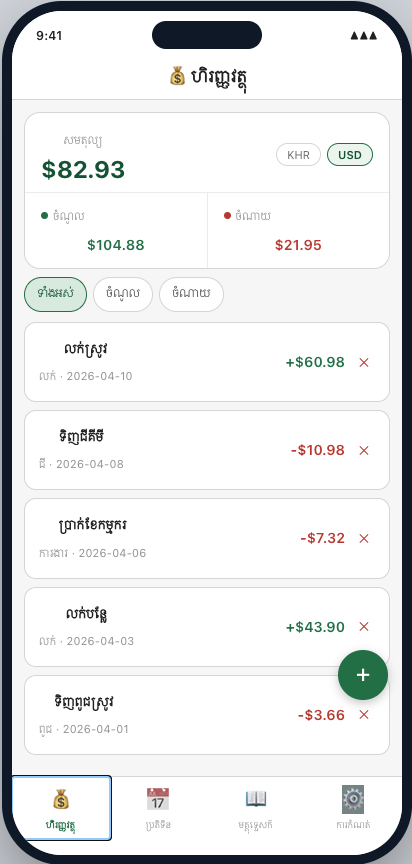 9:41
ហិរញ្ញវត្ថុ
សមតុល្យ
$82.93
KHR
USD
ចំណូល
$104.88
ចំណាយ
$21.95
ទាំងអស់
ចំណូល
ចំណាយ
លក់ស្រូវ
លក់ · 2026-04-10
+$60.98 ×
ទិញជីគីមី
ជី · 2026-04-08
-$10.98 ×
ប្រាក់ខែកម្មករ
ការងារ · 2026-04-06
-$7.32 ×
លក់បន្លែ
លក់ · 2026-04-03
+$43.90 ×
ទិញពូជស្រូវ
ពូជ · 2026-04-01
-$3.66 ×
+
ហិរញ្ញវត្ថុ
ប្រតិទិន
មគ្គុទ្ទេសក៍
ការកំណត់